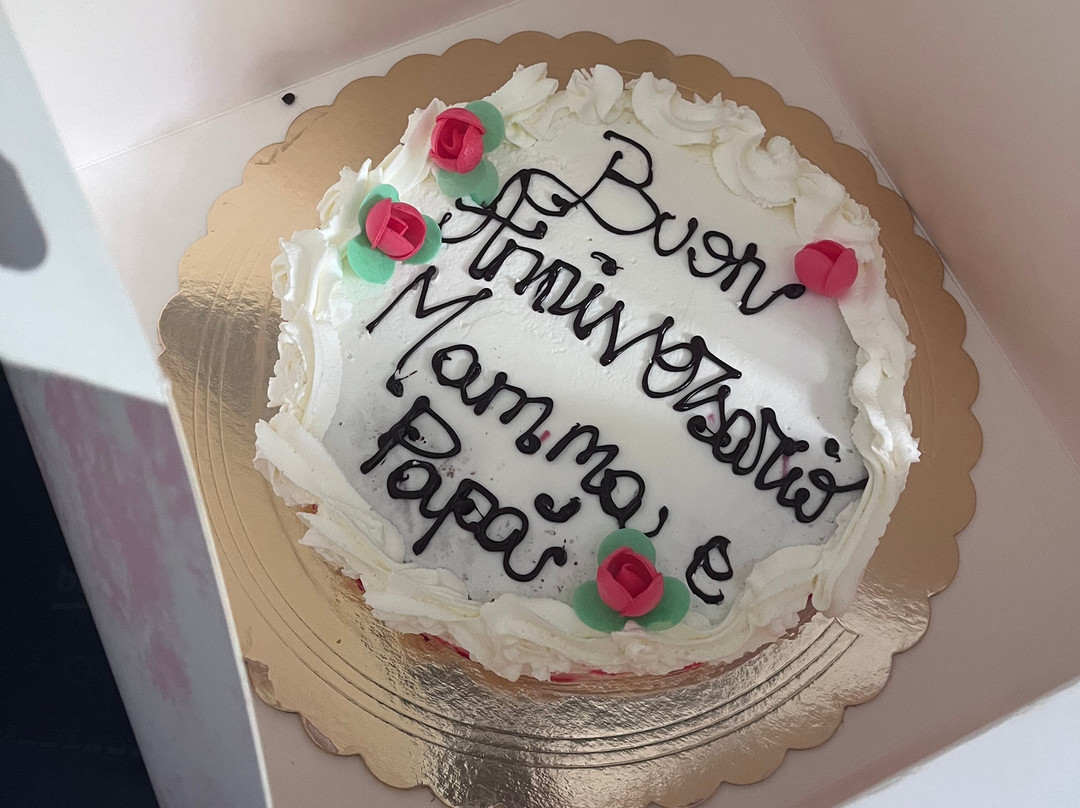 Buon
Anniversario
Mamma, e
Papà